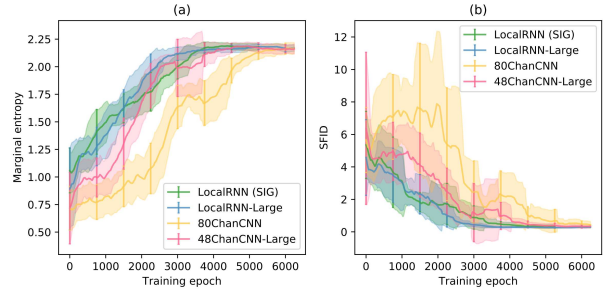 (a)
2.25
2.00
1.75
1.50
1.25
1.00
0.75
0.50
Marginal entropy
LocalRNN (SIG)
LocalRNN-Large
80ChanCNN
48ChanCNN-Large
0 1000 2000 3000 4000 5000 6000
Training epoch
(b)
12
10
8
6
4
2
0
SFID
LocalRNN (SIG)
LocalRNN-Large
80ChanCNN
48ChanCNN-Large
0 1000 2000 3000 4000 5000 6000
Training epoch